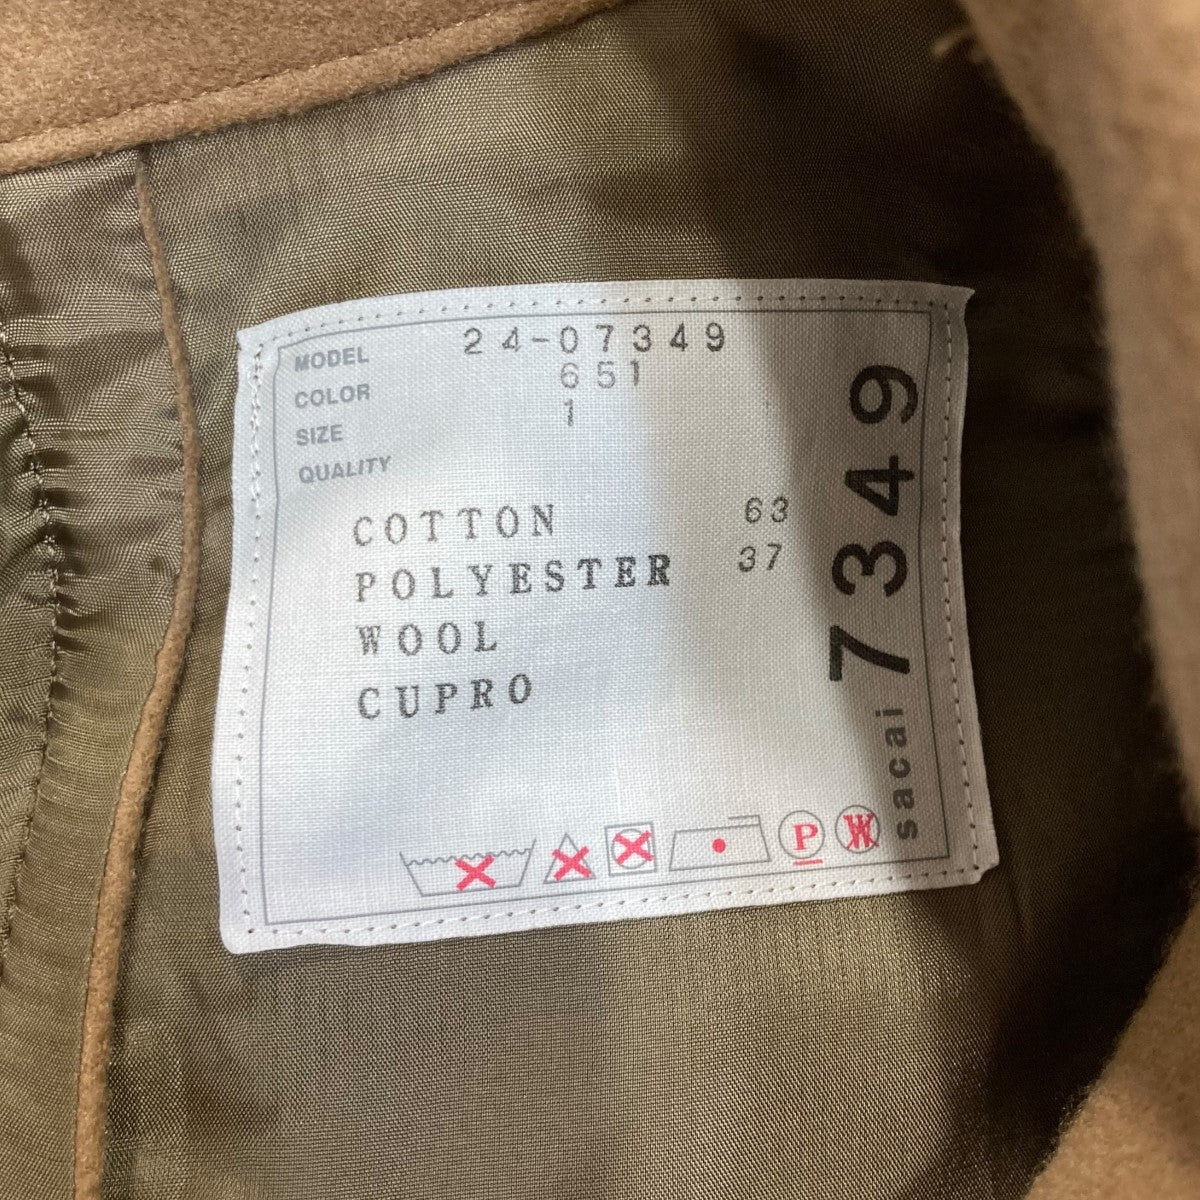 MODEL 24-07349
COLOR 651
SIZE 1
QUALITY
COTTON 63
POLYESTER 37
WOOL
CUPRO
P
W
sacai 7349